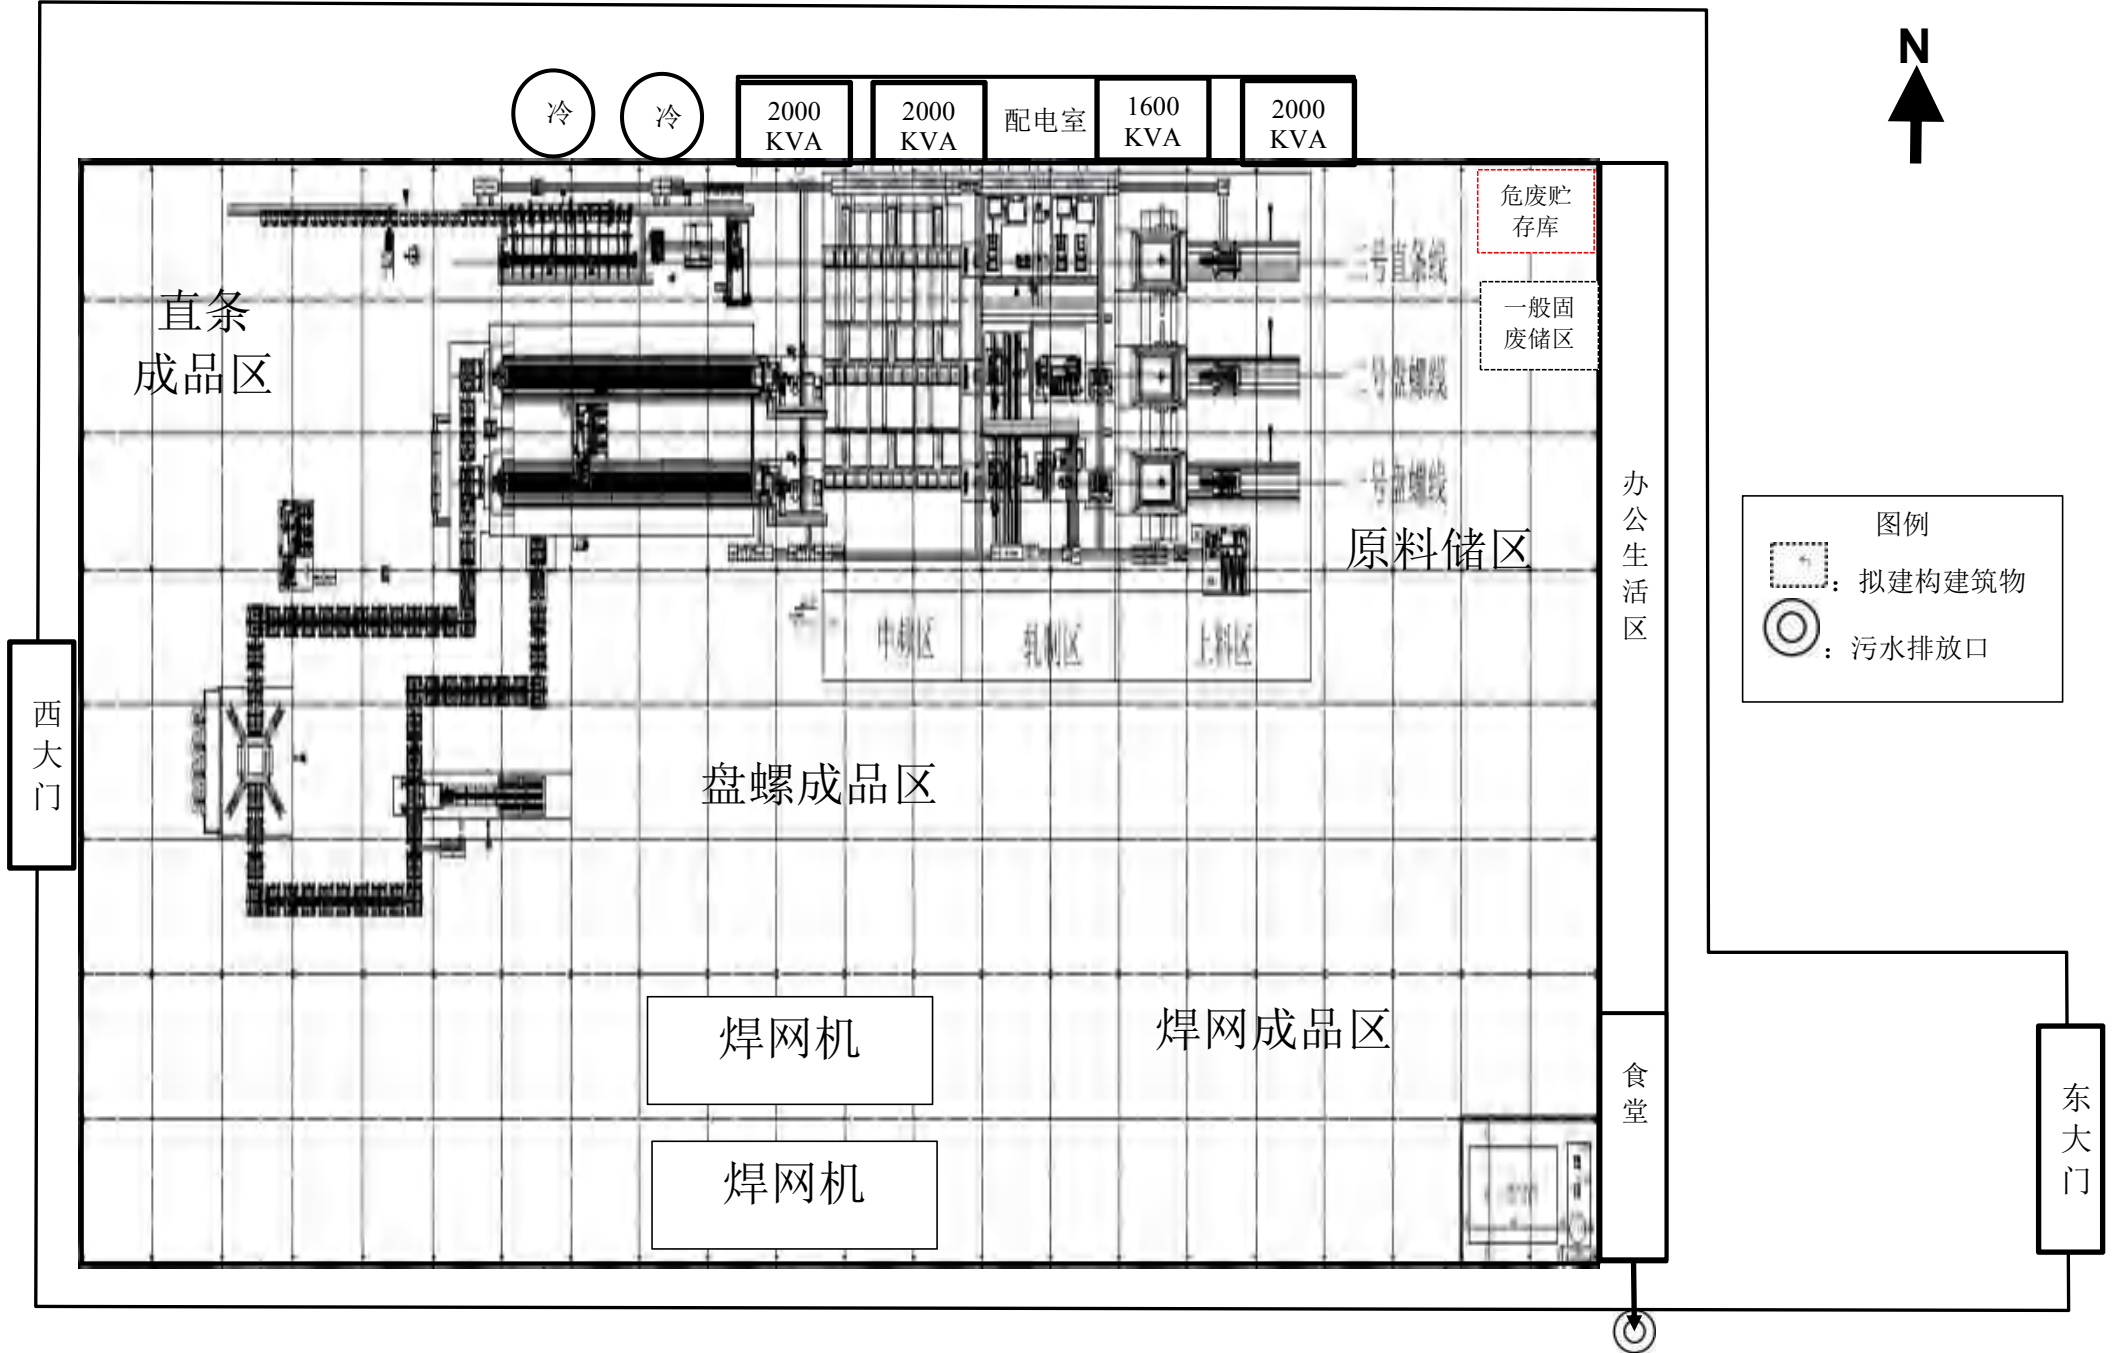 N
冷
冷
2000
KVA
2000
KVA
配电室
1600
KVA
2000
KVA
危废贮
存库
一般固
废储区
三号直条线
二号盘螺线
一号盘螺线
直条
成品区
原料储区
中频区
轧制区
上料区
办公生活区
图例
：拟建构建筑物
：污水排放口
西大门
盘螺成品区
焊网机
焊网成品区
焊网机
食堂
东大门